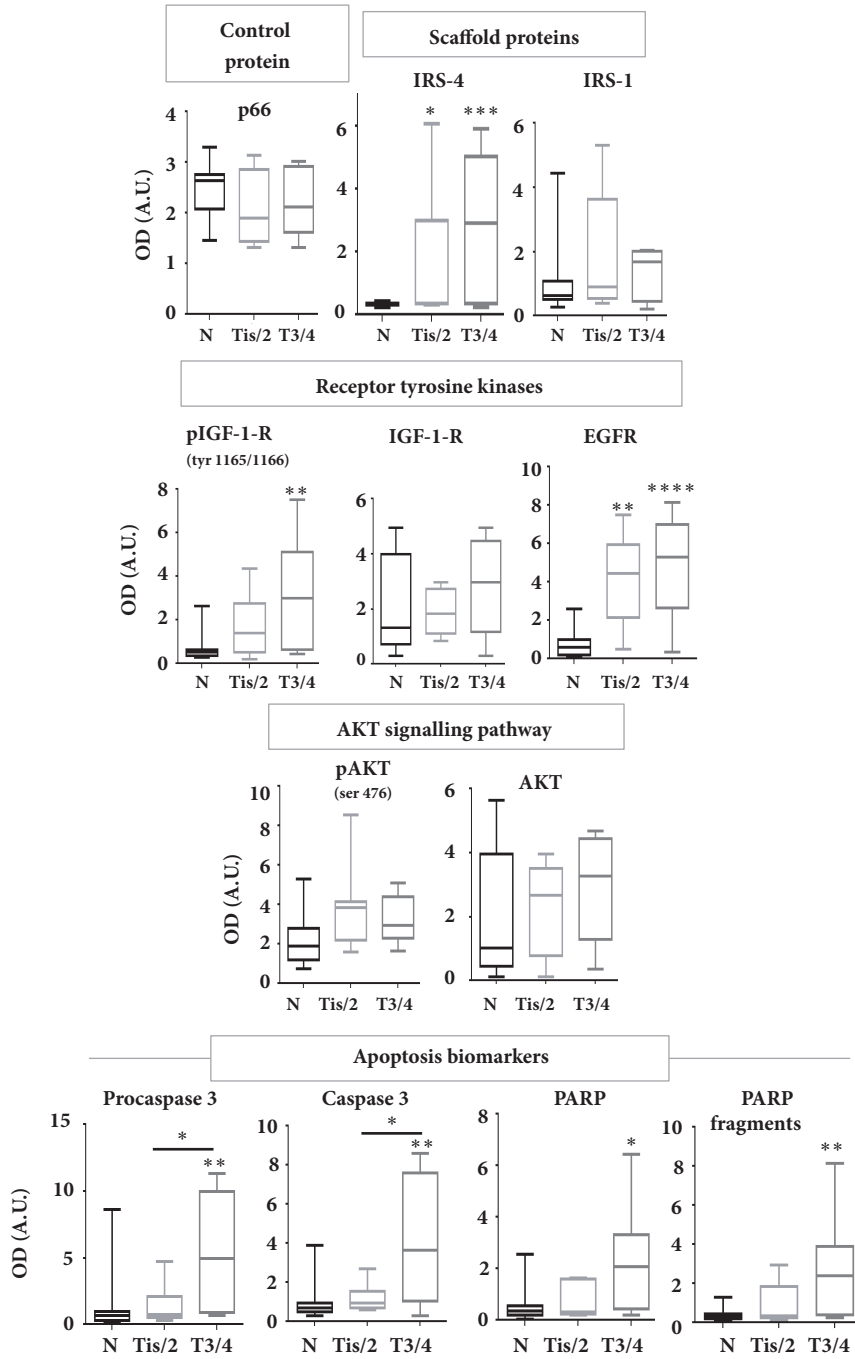 Control
protein
Scaffold proteins
p66
IRS-4
IRS-1
OD (A.U.)
4
3
2
1
0
N Tis/2 T3/4
* ***
6
4
2
0
N Tis/2 T3/4
6
4
2
0
N Tis/2 T3/4
Receptor tyrosine kinases
pIGF-1-R
(tyr 1165/1166)
IGF-1-R
EGFR
OD (A.U.)
8
6
4
2
0
**
N Tis/2 T3/4
6
4
2
0
N Tis/2 T3/4
10
8
6
4
2
0
** ****
N Tis/2 T3/4
AKT signalling pathway
pAKT
(ser 476)
AKT
OD (A.U.)
10
8
6
4
2
0
N Tis/2 T3/4
6
4
2
0
N Tis/2 T3/4
Apoptosis biomarkers
Procaspase 3
Caspase 3
PARP
PARP
fragments
OD (A.U.)
15
10
5
0
*
**
N Tis/2 T3/4
10
8
6
4
2
0
*
**
N Tis/2 T3/4
8
6
4
2
0
*
N Tis/2 T3/4
10
8
6
4
2
0
**
N Tis/2 T3/4